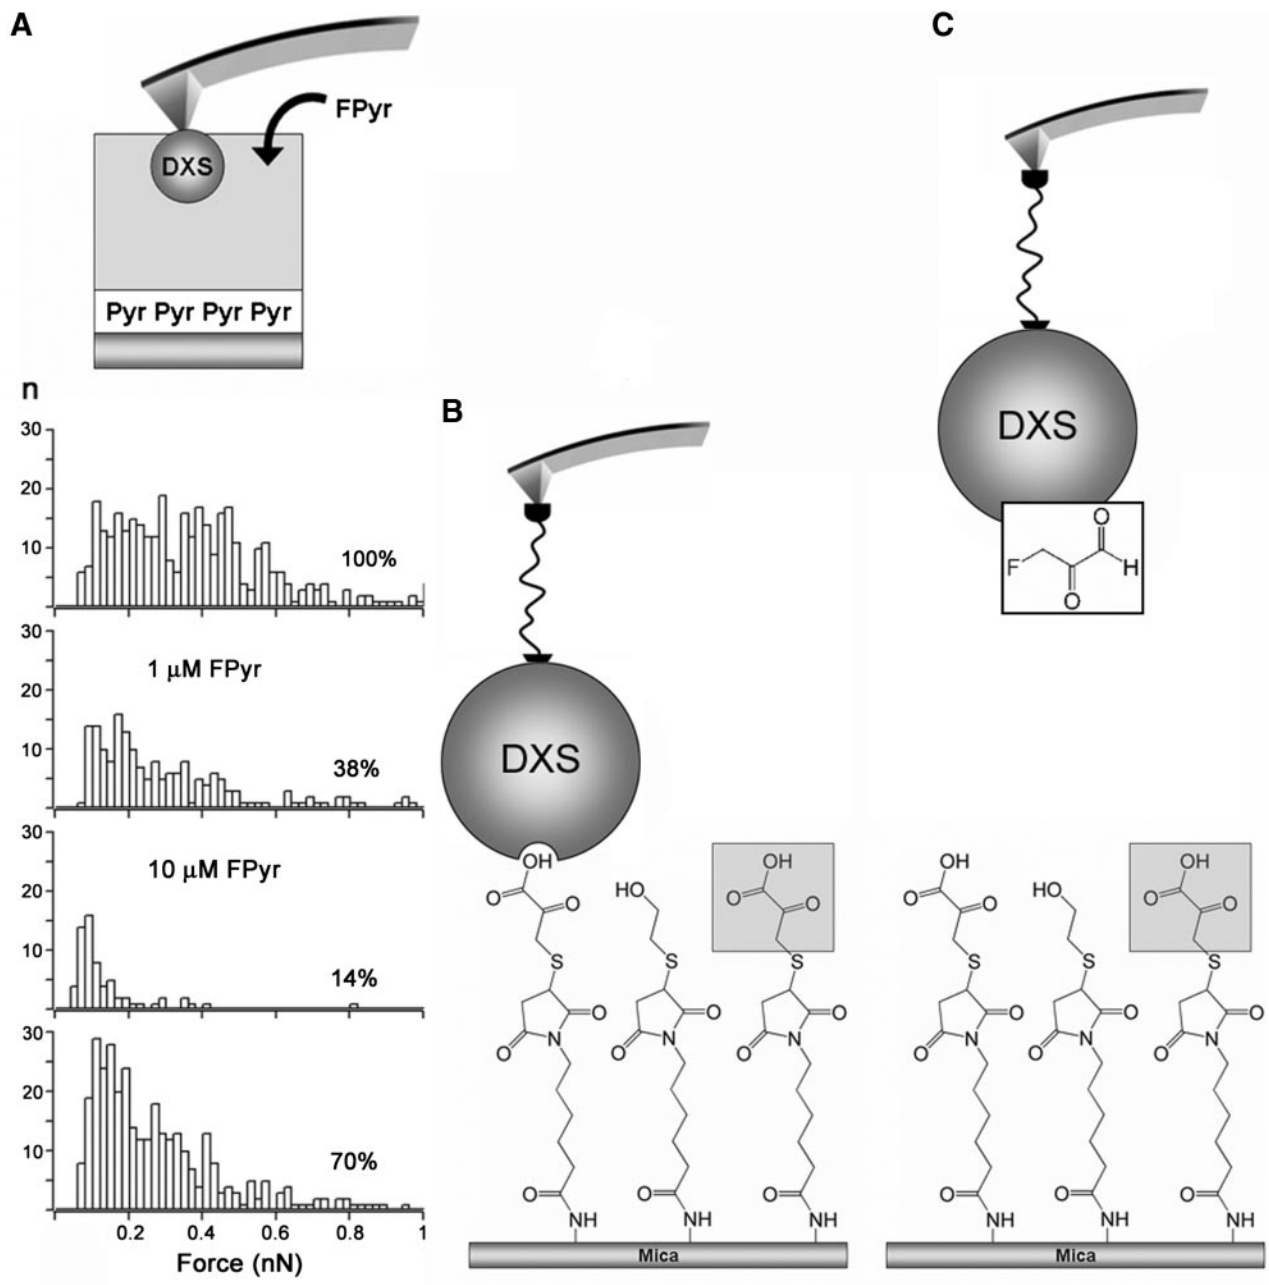 A
FPyr
DXS
Pyr Pyr Pyr Pyr
n
30
20
10
100%
30
20
10
1 μM FPyr
38%
30
20
10
10 μM FPyr
14%
30
20
10
70%
0.2 0.4 0.6 0.8 1
Force (nN)
B
DXS
OH
O
O
S
O
N
O
O
NH
HO
S
O
N
O
O
NH
OH
O
O
S
O
N
O
O
NH
Mica
C
DXS
O
F
H
O
OH
O
O
S
O
N
O
O
NH
HO
S
O
N
O
O
NH
OH
O
O
S
O
N
O
O
NH
Mica